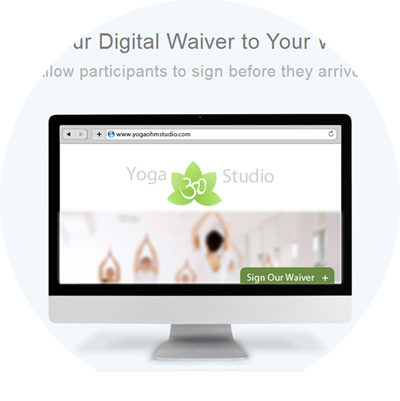 ur Digital Waiver to Your
llow participants to sign before they arrive
www.yogaohmstudio.com
Yoga ॐ Studio
Sign Our Waiver +